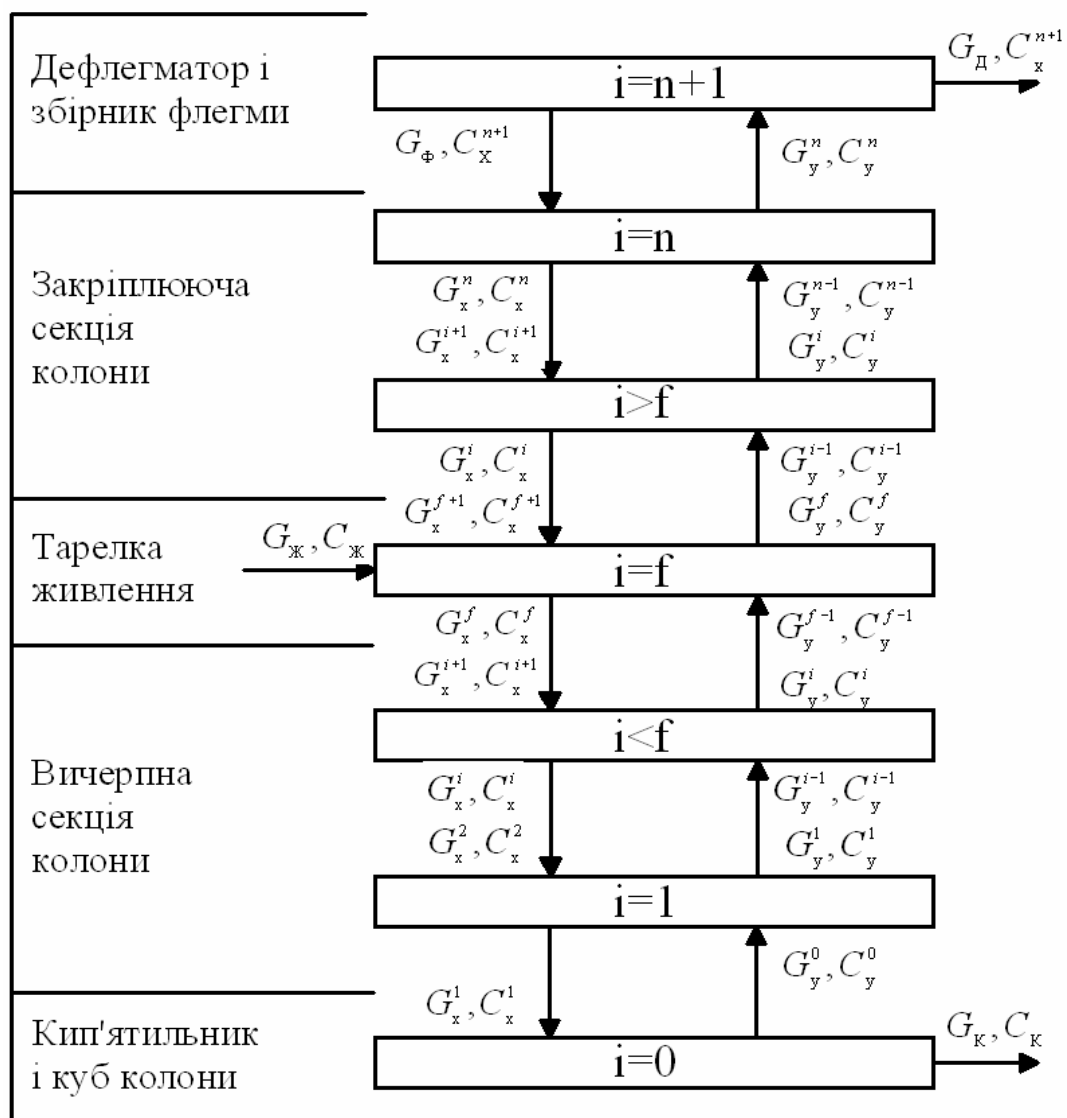 Дефлегматор і
збірник флегми
i=n+1
G_Д, C_x^{n+1}
G_Ф, C_X^{n+1}
G_y^n, C_y^n
Закріплююча
секція
колони
i=n
G_x^n, C_x^n
G_x^{i+1}, C_x^{i+1}
G_y^{n-1}, C_y^{n-1}
G_y^i, C_y^i
i>f
G_x^i, C_x^i
G_x^{f+1}, C_x^{f+1}
G_y^{i-1}, C_y^{i-1}
G_y^f, C_y^f
Тарелка
живлення
G_Ж, C_Ж
i=f
G_x^f, C_x^f
G_x^{i+1}, C_x^{i+1}
G_y^{f-1}, C_y^{f-1}
G_y^i, C_y^i
Вичерпна
секція
колони
i<f
G_x^i, C_x^i
G_x^2, C_x^2
G_y^{i-1}, C_y^{i-1}
G_y^1, C_y^1
i=1
G_x^1, C_x^1
G_y^0, C_y^0
Кип'ятильник
і куб колони
i=0
G_К, C_К